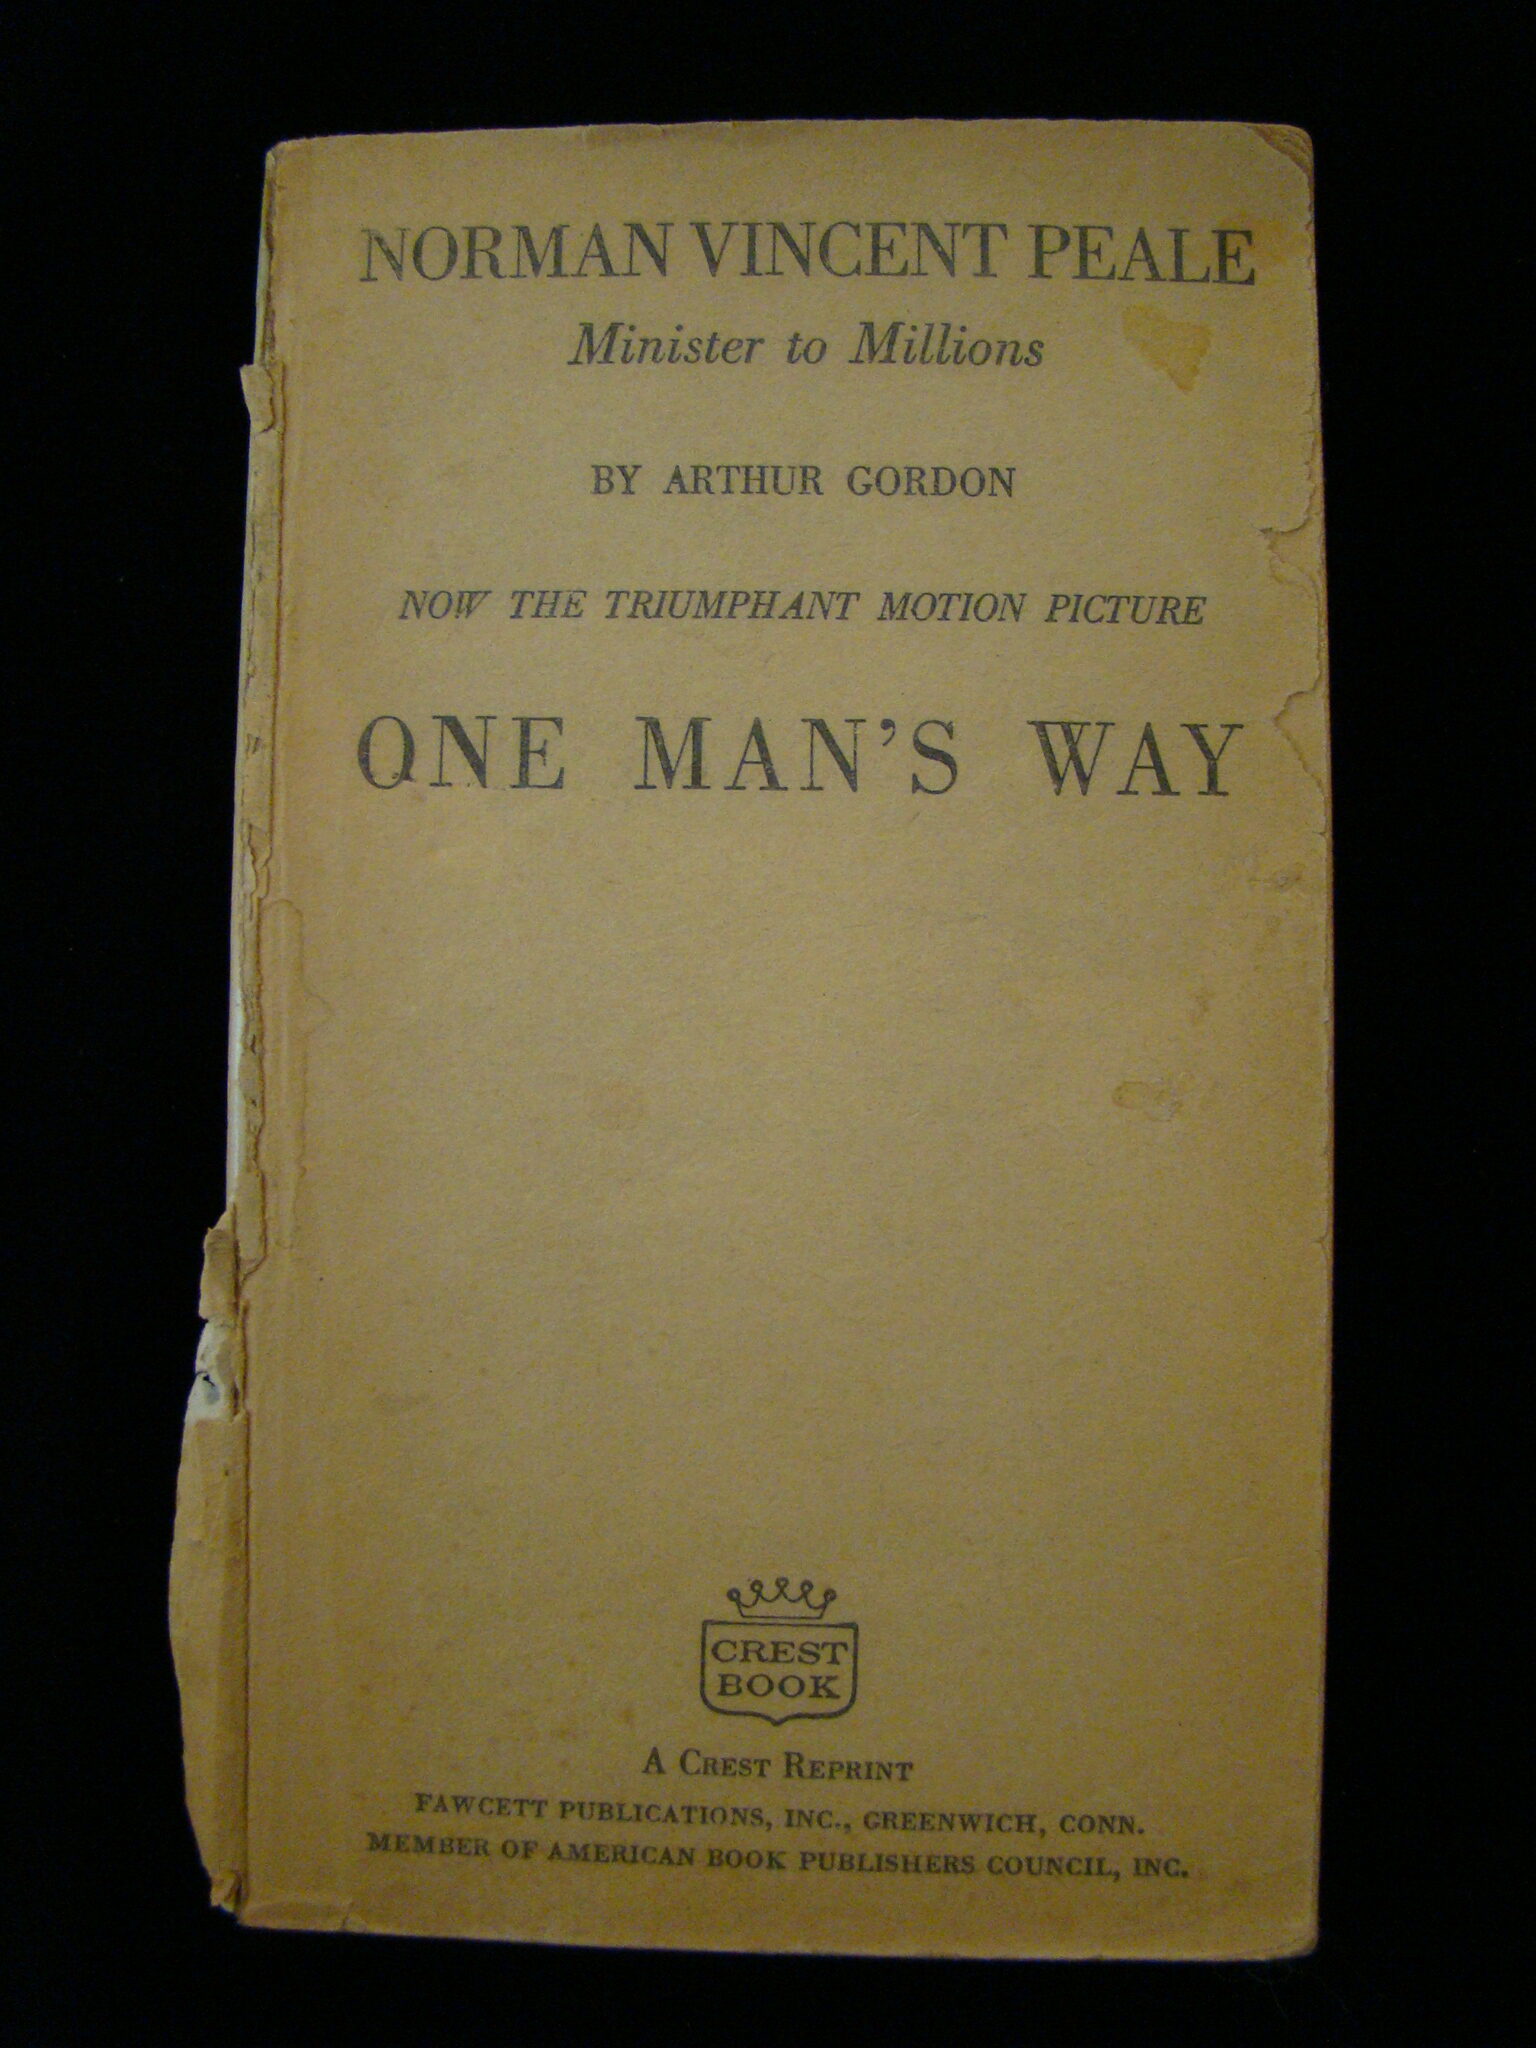 NORMAN VINCENT PEALE
Minister to Millions
BY ARTHUR GORDON
NOW THE TRIUMPHANT MOTION PICTURE
ONE MAN'S WAY
CREST
BOOK
A CREST REPRINT
FAWCETT PUBLICATIONS, INC., GREENWICH, CONN.
MEMBER OF AMERICAN BOOK PUBLISHERS COUNCIL, INC.